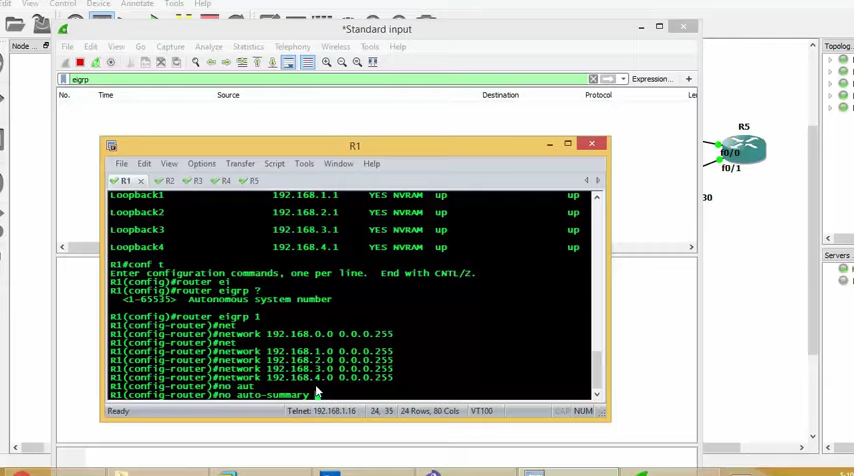 View Control Device Annotate Tools Help
*Standard input
Node ...
Topolog...
File Edit View Go Capture Analyze Statistics Telephony Wireless Tools Help
eigrp
Expression...
No. Time Source Destination Protocol Len
R5
f0/0
f0/1
30
R1
File Edit View Options Transfer Script Tools Window Help
R1 R2 R3 R4 R5
Loopback1 192.168.1.1 YES NVRAM up up
Loopback2 192.168.2.1 YES NVRAM up up
Loopback3 192.168.3.1 YES NVRAM up up
Loopback4 192.168.4.1 YES NVRAM up up
R1#conf t
Enter configuration commands, one per line. End with CNTL/Z.
R1(config)#router ei
R1(config)#router eigrp ?
<1-65535> Autonomous system number
R1(config)#router eigrp 1
R1(config-router)#net
R1(config-router)#network 192.168.0.0 0.0.0.255
R1(config-router)#net
R1(config-router)#network 192.168.1.0 0.0.0.255
R1(config-router)#network 192.168.2.0 0.0.0.255
R1(config-router)#network 192.168.3.0 0.0.0.255
R1(config-router)#network 192.168.4.0 0.0.0.255
R1(config-router)#no aut
R1(config-router)#no auto-summary
Servers
Ready Telnet: 192.168.1.16 24, 35 24 Rows, 80 Cols VT100 CAP NUM